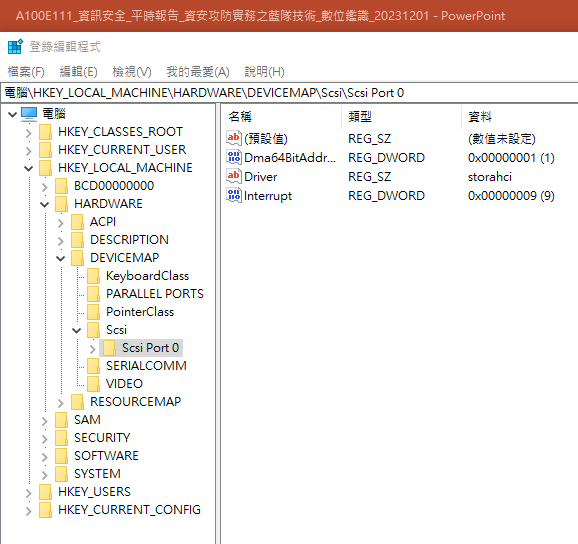 A100E111_資訊安全_平時報告_資安攻防實務之藍隊技術_數位鑑識_20231201 - PowerPoint
登錄編輯程式
檔案(F) 編輯(E) 檢視(V) 我的最愛(A) 說明(H)
電腦\HKEY_LOCAL_MACHINE\HARDWARE\DEVICEMAP\Scsi\Scsi Port 0
電腦
HKEY_CLASSES_ROOT
HKEY_CURRENT_USER
HKEY_LOCAL_MACHINE
BCD00000000
HARDWARE
ACPI
DESCRIPTION
DEVICEMAP
KeyboardClass
PARALLEL PORTS
PointerClass
Scsi
Scsi Port 0
SERIALCOMM
VIDEO
RESOURCEMAP
SAM
SECURITY
SOFTWARE
SYSTEM
HKEY_USERS
HKEY_CURRENT_CONFIG
名稱 類型 資料
(預設值) REG_SZ (數值未設定)
Dma64BitAddr... REG_DWORD 0x00000001 (1)
Driver REG_SZ storahci
Interrupt REG_DWORD 0x00000009 (9)